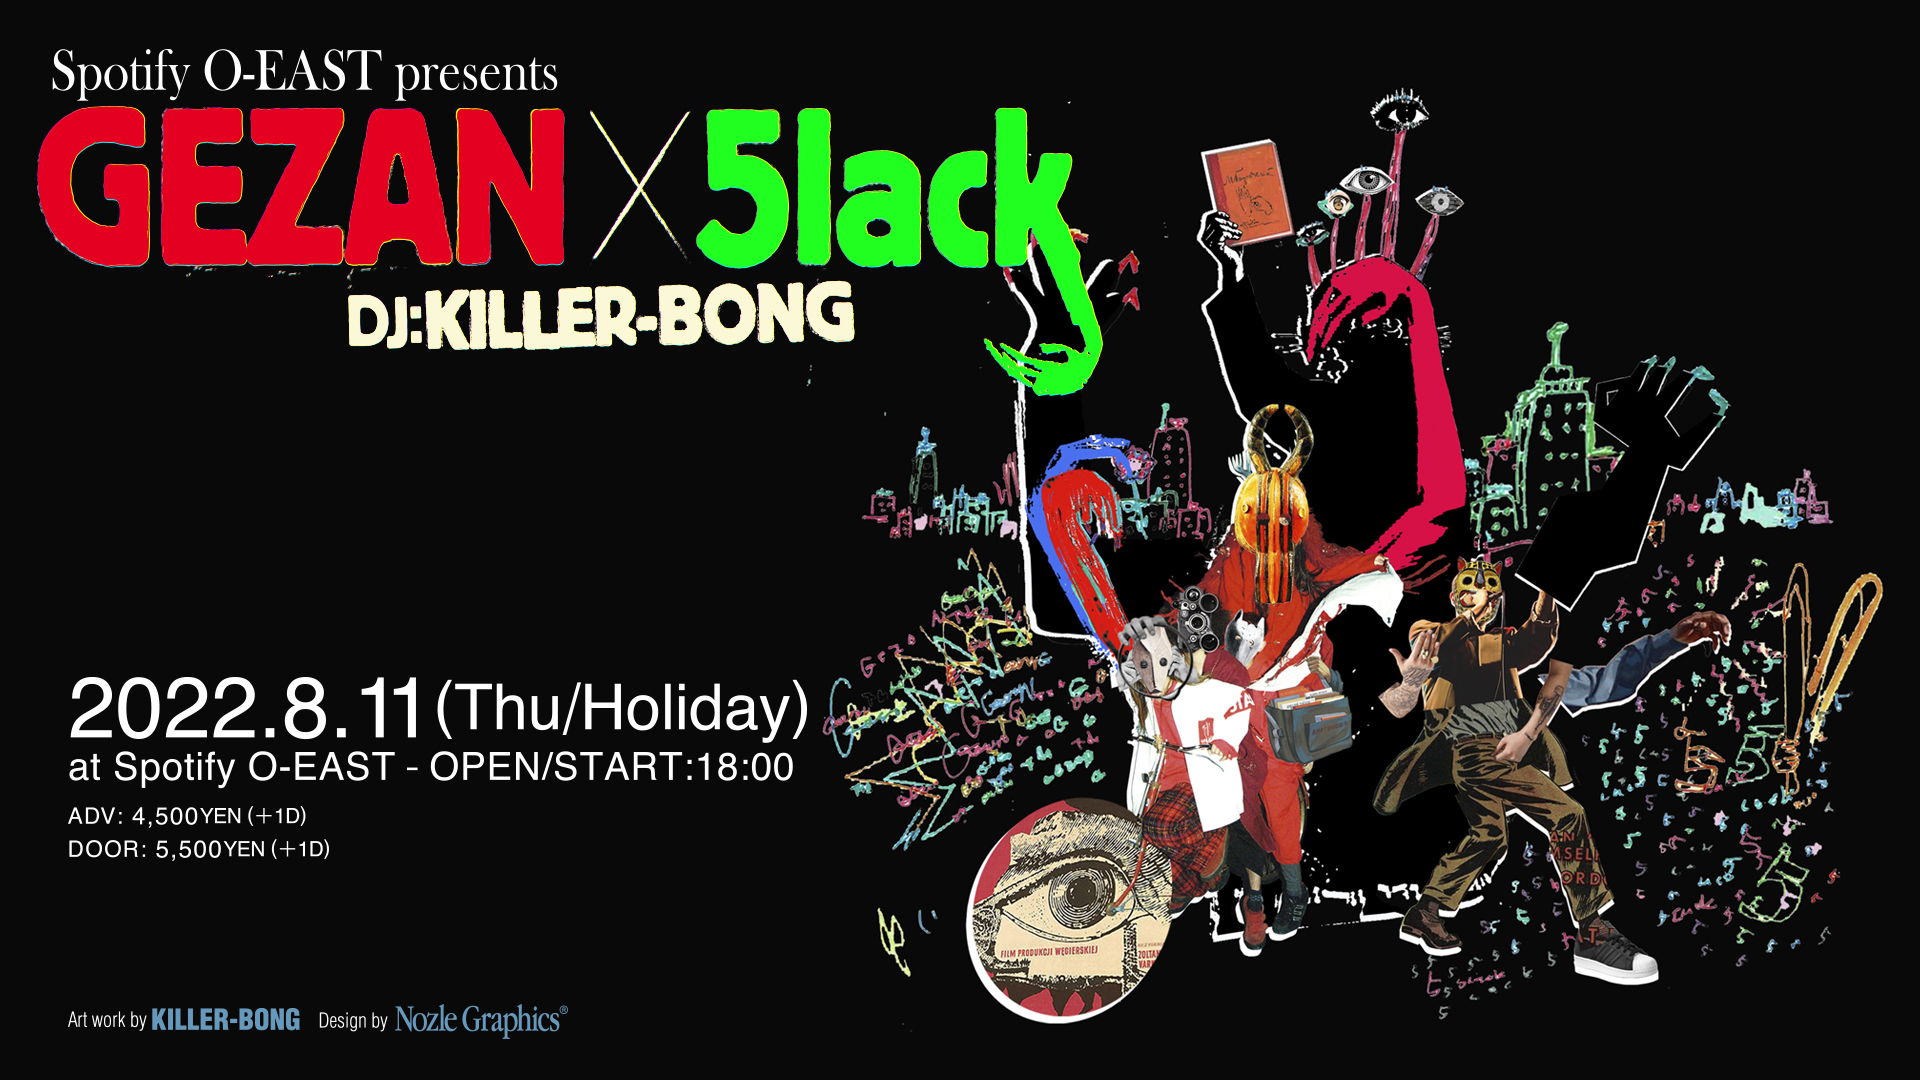 Spotify O-EAST presents
GEZAN X 5lack
DJ:KILLER-BONG
2022.8.11 (Thu/Holiday)
at Spotify O-EAST - OPEN/START:18:00
ADV: 4,500YEN (+1D)
DOOR: 5,500YEN (+1D)
FILM PRODUKCJI WĘGIERSKIEJ
Art work by KILLER-BONG Design by Nozle Graphics®